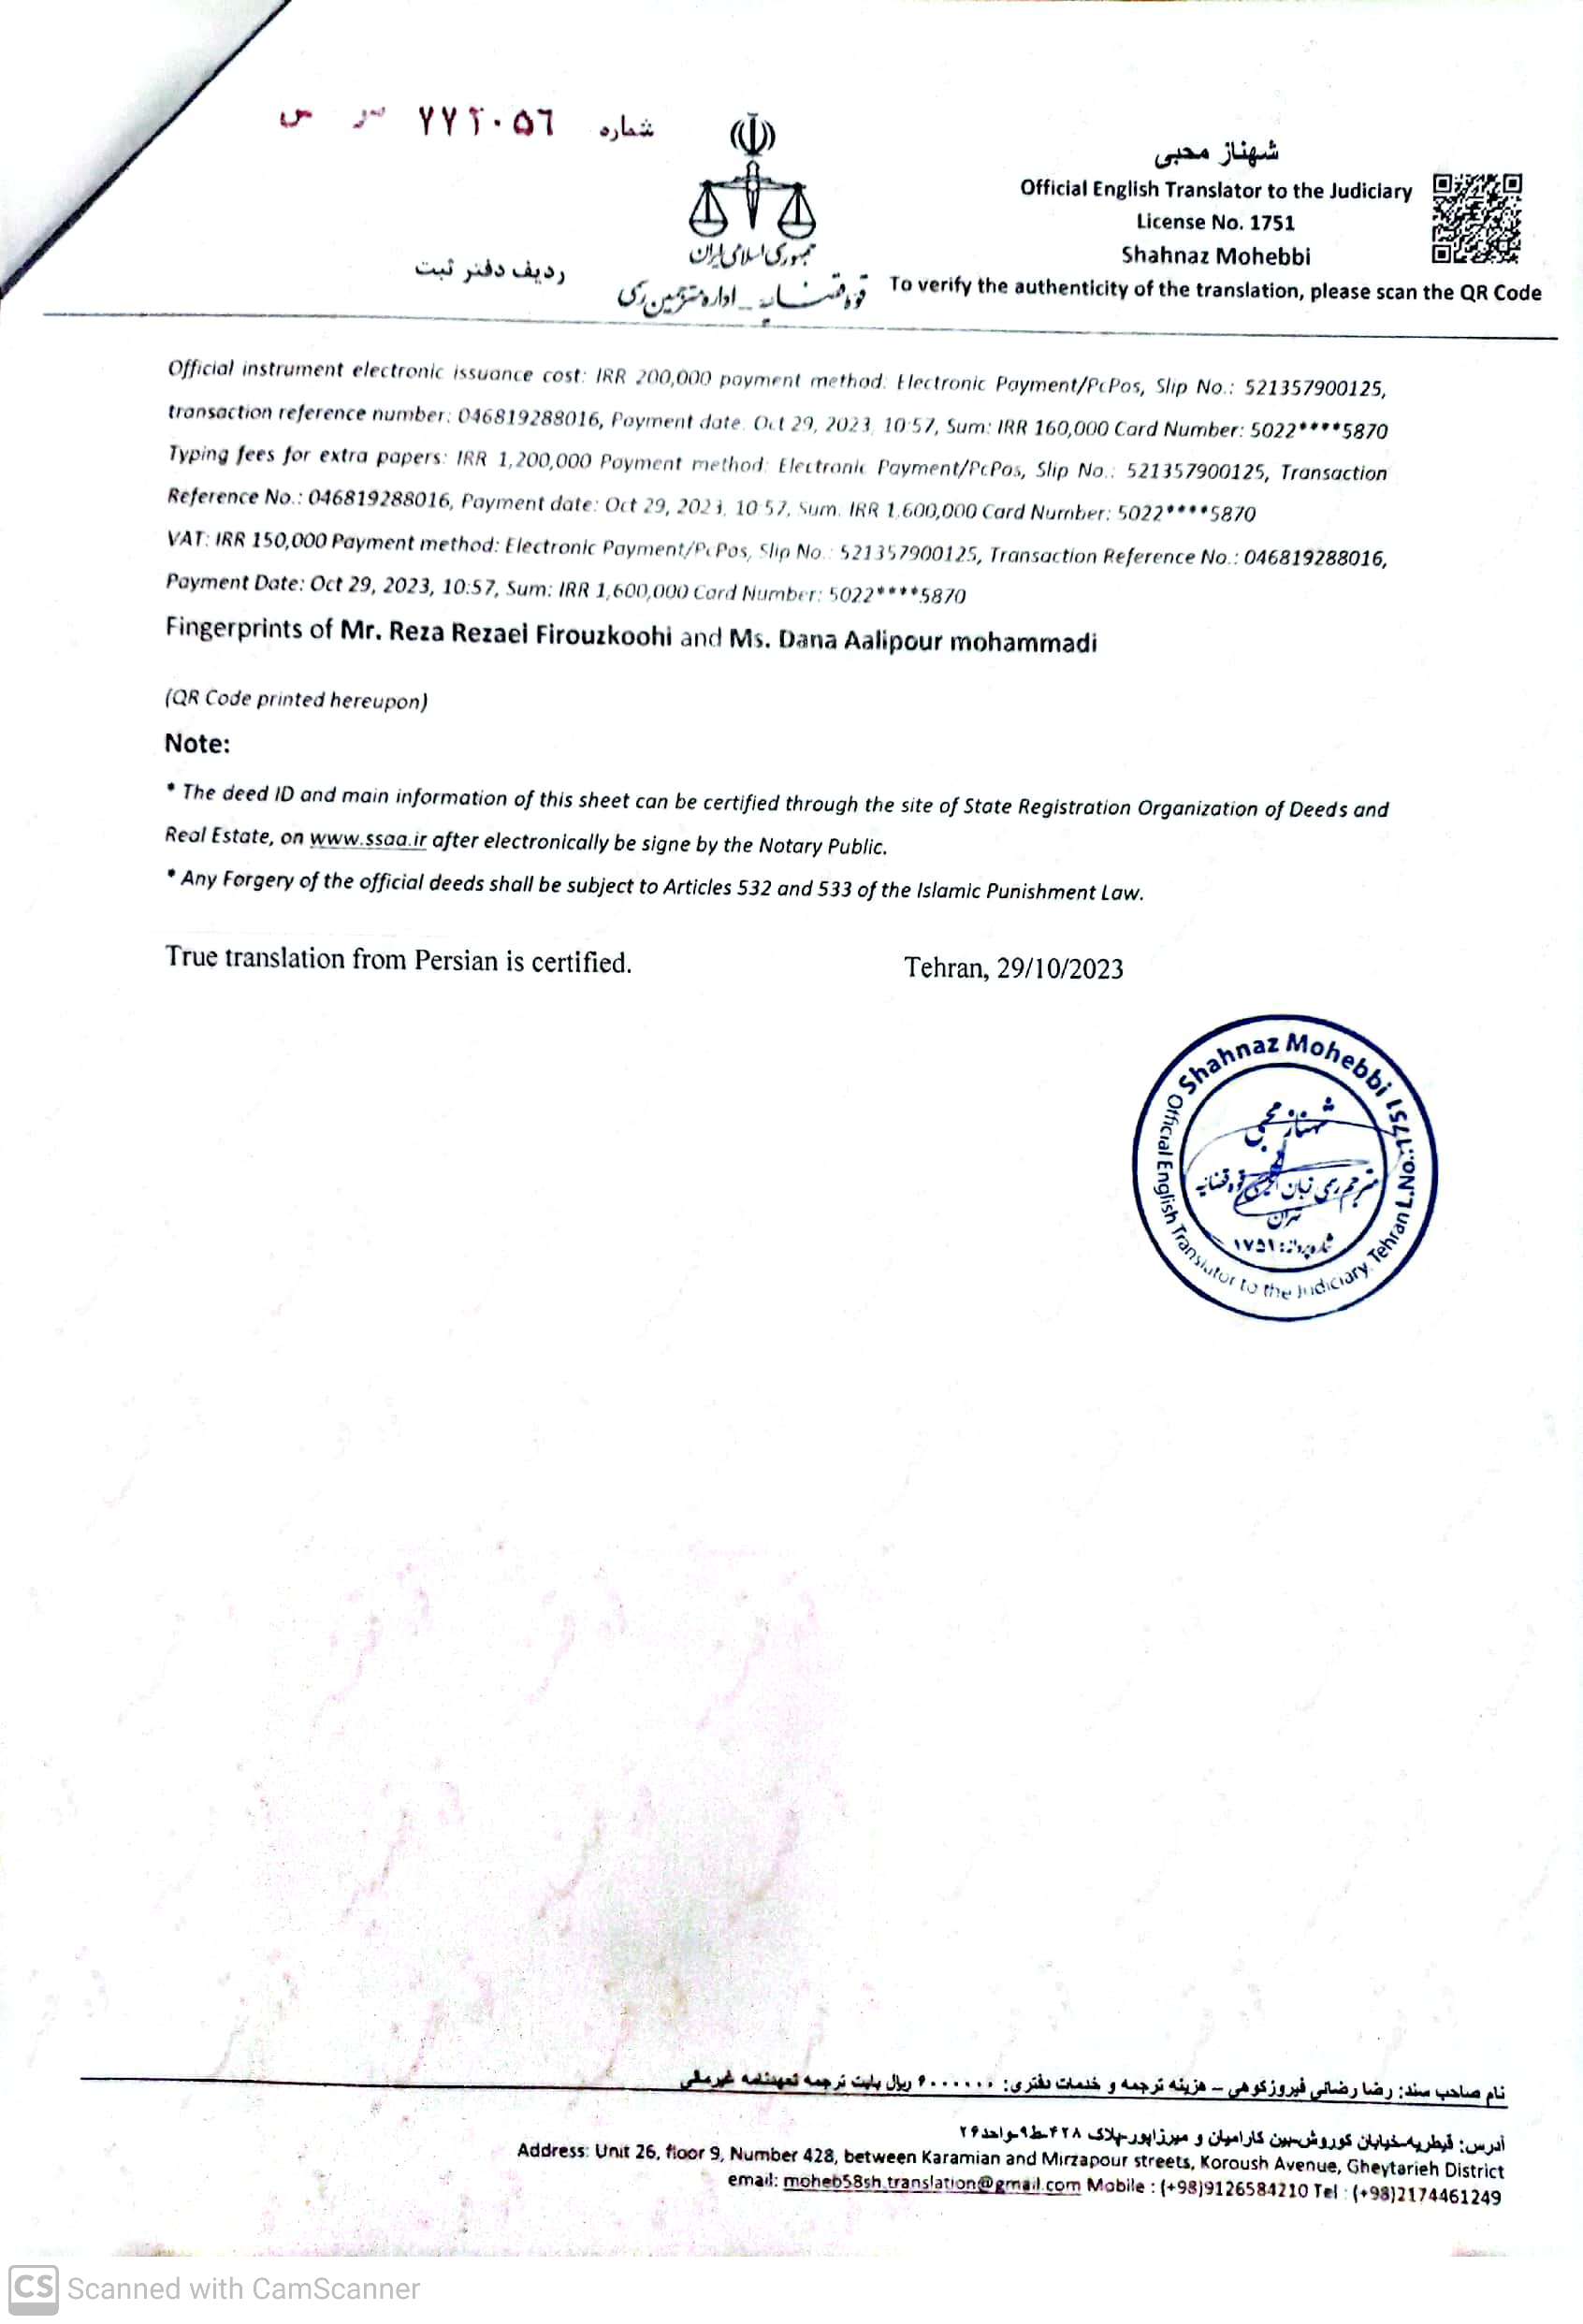 شماره ۷۷۲۰۵٦ سر س
جمهوری اسلامی ایران
قوه قضائیه - اداره مترجمین رسمی
ردیف دفتر ثبت
شهناز محبی
Official English Translator to the Judiciary
License No. 1751
Shahnaz Mohebbi
To verify the authenticity of the translation, please scan the QR Code
Official instrument electronic issuance cost: IRR 200,000 payment method: Electronic Payment/PcPos, Slip No.: 521357900125,
transaction reference number: 046819288016, Payment date: Oct 29, 2023, 10:57, Sum: IRR 160,000 Card Number: 5022****5870
Typing fees for extra papers: IRR 1,200,000 Payment method: Electronic Payment/PcPos, Slip No.: 521357900125, Transaction
Reference No.: 046819288016, Payment date: Oct 29, 2023, 10:57, Sum: IRR 1,600,000 Card Number: 5022****5870
VAT: IRR 150,000 Payment method: Electronic Payment/PcPos, Slip No.: 521357900125, Transaction Reference No.: 046819288016,
Payment Date: Oct 29, 2023, 10:57, Sum: IRR 1,600,000 Card Number: 5022****5870
Fingerprints of Mr. Reza Rezaei Firouzkoohi and Ms. Dana Aalipour mohammadi
(QR Code printed hereupon)
Note:
* The deed ID and main information of this sheet can be certified through the site of State Registration Organization of Deeds and
Real Estate, on www.ssaa.ir after electronically be signe by the Notary Public.
* Any Forgery of the official deeds shall be subject to Articles 532 and 533 of the Islamic Punishment Law.
True translation from Persian is certified. Tehran, 29/10/2023
Shahnaz Mohebbi
Official English Translator to the Judiciary. Tehran L.No.:1751
شهناز محبی
مترجم رسمی زبان انگلیسی قوه قضائیه
تهران
شماره پروانه: ۱۷۵۱
نام صاحب سند: رضا رضائی فیروزکوهی - هزینه ترجمه و خدمات دفتری: ۶۰۰۰۰۰۰ ریال بابت ترجمه تعهدنامه غیرمالی
آدرس: قیطریه-خیابان کوروش-بین کارامیان و میرزاپور-پلاک ۴۲۸-ط۹-واحد۲۶
Address: Unit 26, floor 9, Number 428, between Karamian and Mirzapour streets, Koroush Avenue, Gheytarieh District
email: moheb58sh.translation@gmail.com Mobile : (+98)9126584210 Tel : (+98)2174461249
CS Scanned with CamScanner